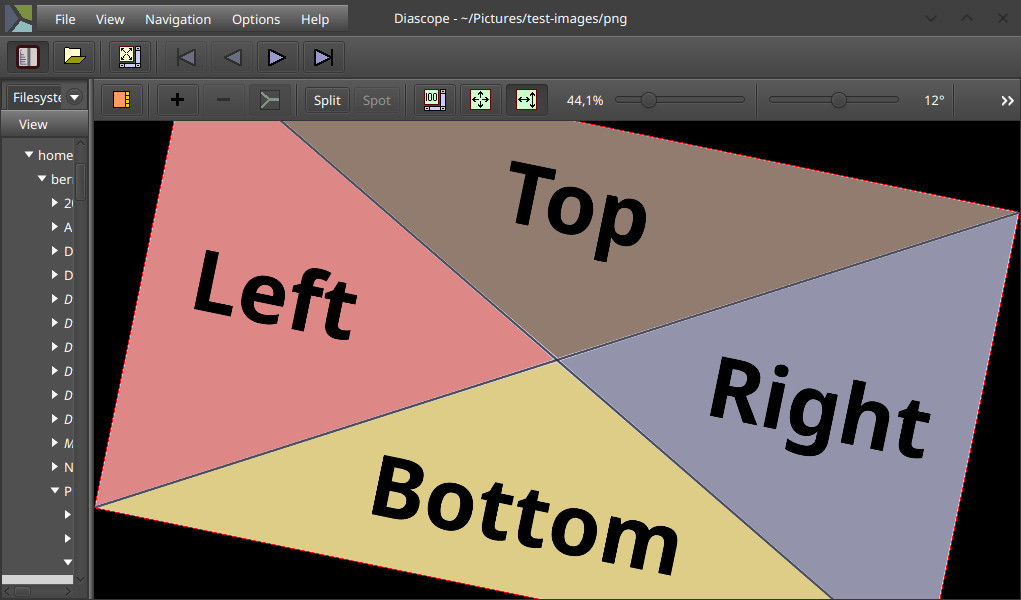 File View Navigation Options Help Diascope - ~/Pictures/test-images/png
Split Spot 100 44,1% 12° »
Filesyste
View
home
ber
20
A
D
D
D
D
D
D
D
D
M
N
P
Top
Left
Right
Bottom